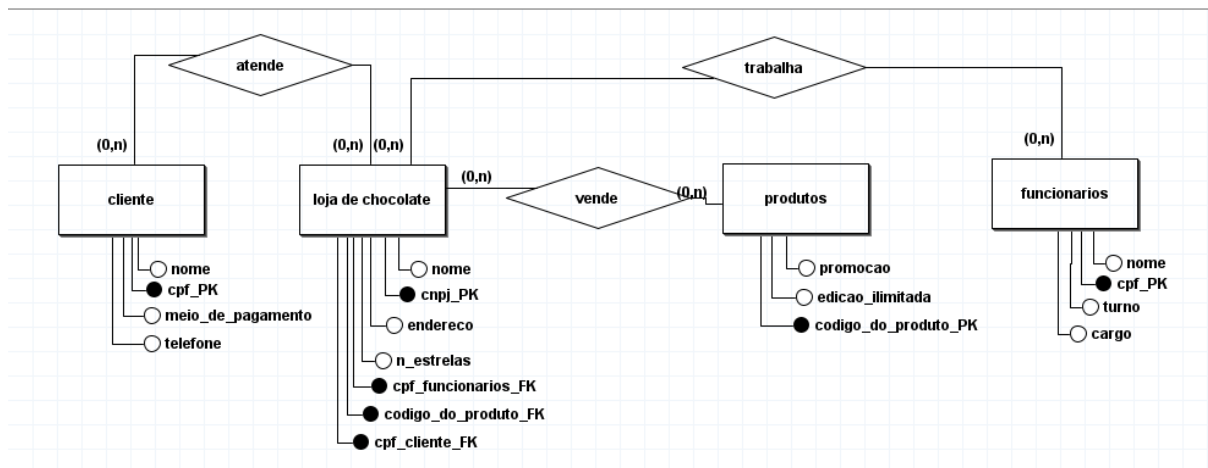 atende
trabalha
(0,n)
(0,n)
(0,n)
(0,n)
cliente
loja de chocolate
(0,n)
vende
(0,n)
produtos
funcionarios
nome
cpf_PK
meio_de_pagamento
telefone
nome
cnpj_PK
endereco
n_estrelas
cpf_funcionarios_FK
codigo_do_produto_FK
cpf_cliente_FK
promocao
edicao_ilimitada
codigo_do_produto_PK
nome
cpf_PK
turno
cargo